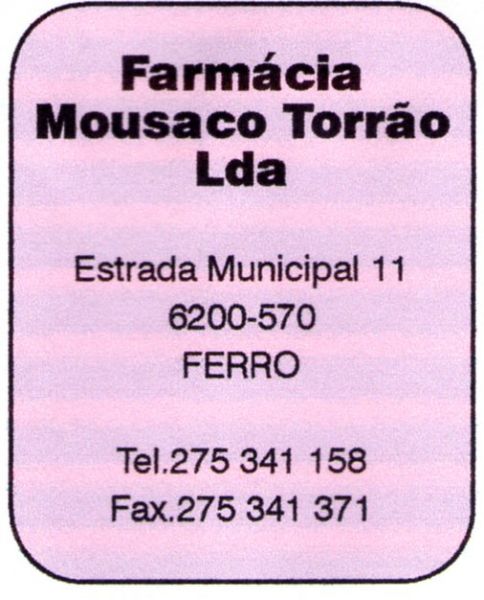 Farmácia
Mousaco Torrão
Lda
Estrada Municipal 11
6200-570
FERRO
Tel.275 341 158
Fax.275 341 371